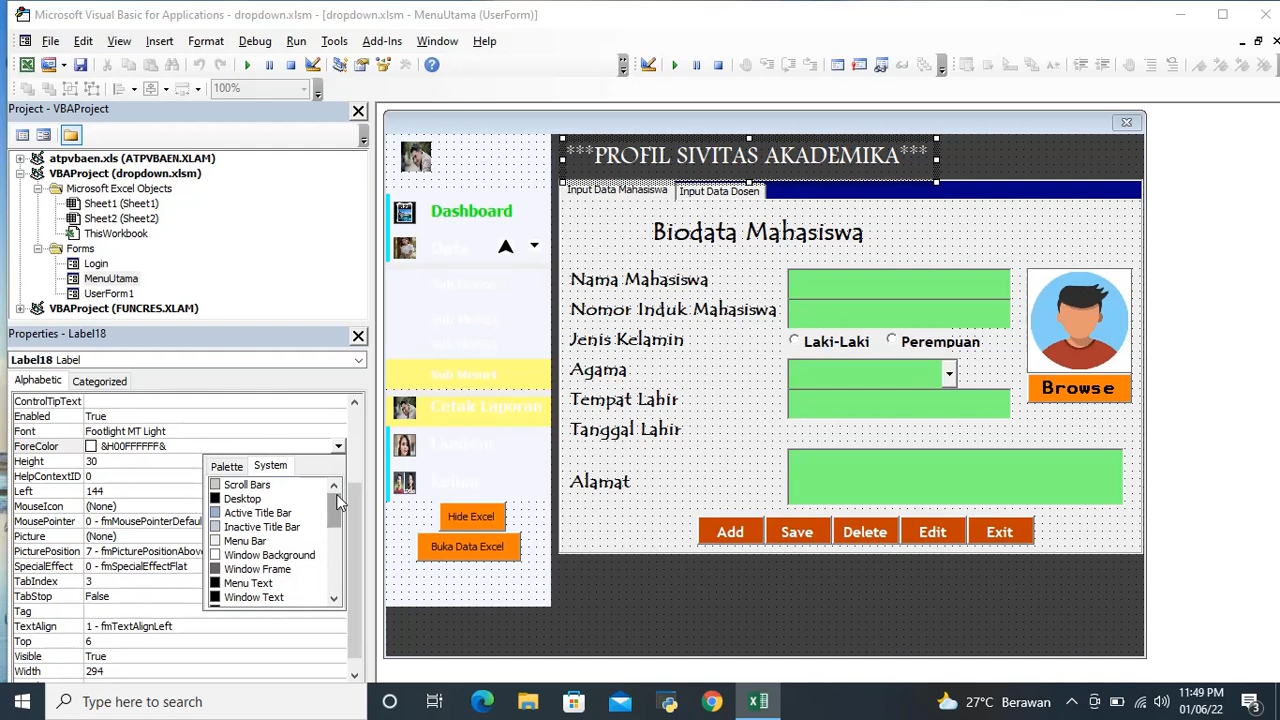 Microsoft Visual Basic for Applications - dropdown.xlsm - [dropdown.xlsm - MenuUtama (UserForm)]
File Edit View Insert Format Debug Run Tools Add-Ins Window Help
100%
Project - VBAProject
atpvbaen.xls (ATPVBAEN.XLAM)
VBAProject (dropdown.xlsm)
Microsoft Excel Objects
Sheet1 (Sheet1)
Sheet2 (Sheet2)
ThisWorkbook
Forms
Login
MenuUtama
UserForm1
VBAProject (FUNCRES.XLAM)
Properties - Label18
Label18 Label
Alphabetic Categorized
ControlTipText
Enabled True
Font Footlight MT Light
ForeColor &H00FFFFFF&
Height 30
HelpContextID 0
Left 144
MouseIcon (None)
MousePointer 0 - fmMousePointerDefau
Picture (None)
PicturePosition 7 - fmPicturePositionAbov
SpecialEffect 0 - fmSpecialEffectFlat
TabIndex 3
TabStop False
Tag
TextAlign 1 - fmTextAlignLeft
Top 6
Visible True
Width 294
Palette System
Scroll Bars
Desktop
Active Title Bar
Inactive Title Bar
Menu Bar
Window Background
Window Frame
Menu Text
Window Text
Dashboard
Data
Sub Menu1
Cetak Laporan
Hide Excel
Buka Data Excel
***PROFIL SIVITAS AKADEMIKA***
Input Data Mahasiswa Input Data Dosen
Biodata Mahasiswa
Nama Mahasiswa
Nomor Induk Mahasiswa
Jenis Kelamin Laki-Laki Perempuan
Agama
Tempat Lahir
Tanggal Lahir
Alamat
Browse
Add Save Delete Edit Exit
Type here to search
27°C Berawan
11:49 PM
01/06/22
3